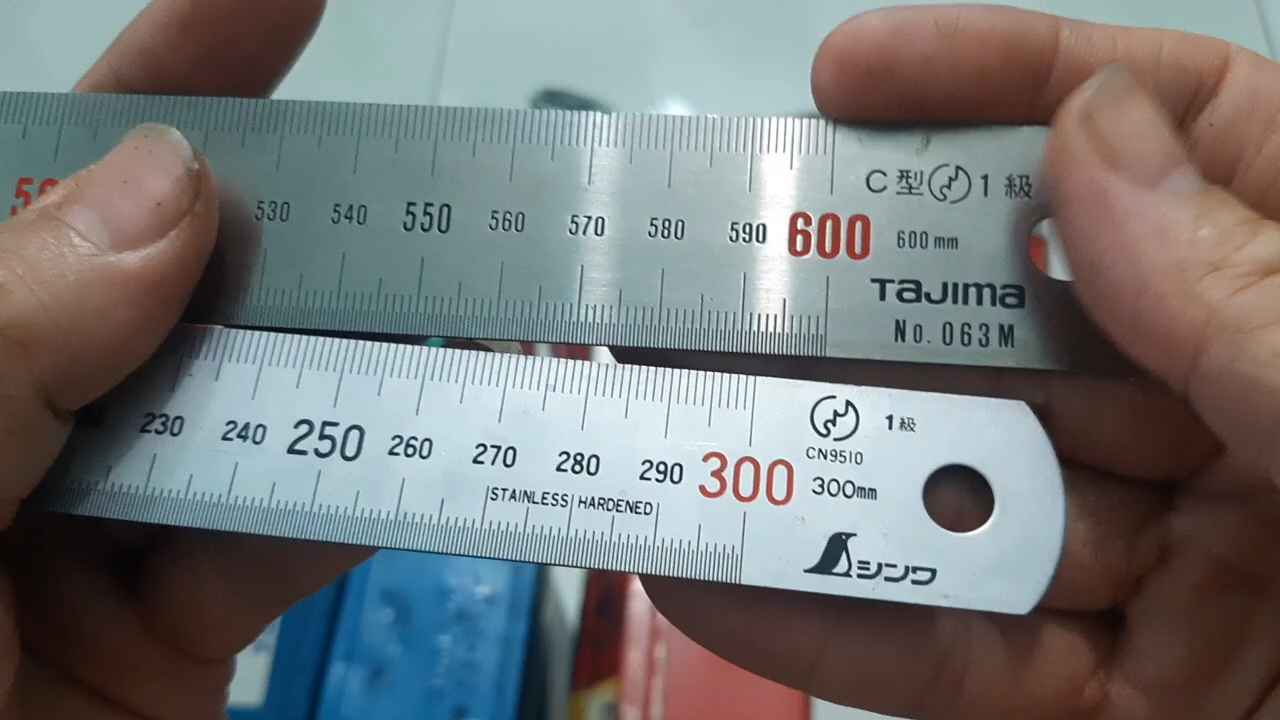 530 540 550 560 570 580 590 600
C型 1級
600mm
TAJIMA
No. 063M
230 240 250 260 270 280 290 300
STAINLESS HARDENED
1級
CN9510
300mm
シンワ